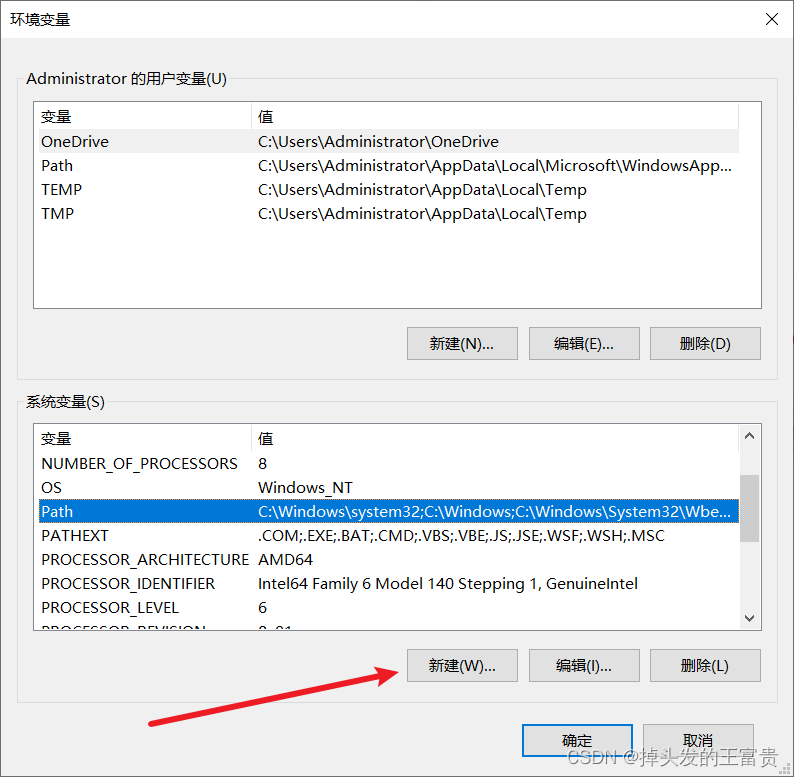 环境变量
Administrator 的用户变量(U)
变量 值
OneDrive C:\Users\Administrator\OneDrive
Path C:\Users\Administrator\AppData\Local\Microsoft\WindowsApp...
TEMP C:\Users\Administrator\AppData\Local\Temp
TMP C:\Users\Administrator\AppData\Local\Temp
新建(N)... 编辑(E)... 删除(D)
系统变量(S)
变量 值
NUMBER_OF_PROCESSORS 8
OS Windows_NT
Path C:\Windows\system32;C:\Windows;C:\Windows\System32\Wbe...
PATHEXT .COM;.EXE;.BAT;.CMD;.VBS;.VBE;.JS;.JSE;.WSF;.WSH;.MSC
PROCESSOR_ARCHITECTURE AMD64
PROCESSOR_IDENTIFIER Intel64 Family 6 Model 140 Stepping 1, GenuineIntel
PROCESSOR_LEVEL 6
新建(W)... 编辑(I)... 删除(L)
确定 取消
CSDN @掉头发的王富贵